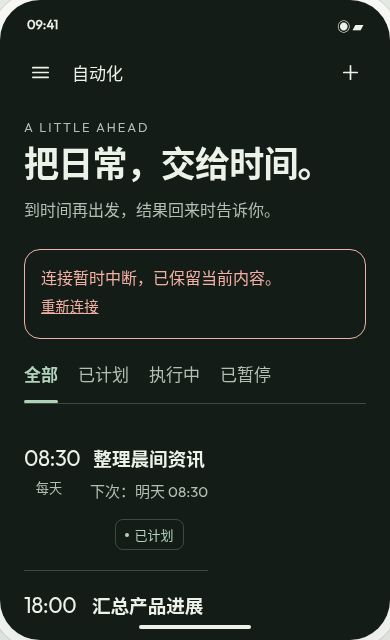 09:41
自动化
A LITTLE AHEAD
把日常，交给时间。
到时间再出发，结果回来时告诉你。
连接暂时中断，已保留当前内容。
重新连接
全部 已计划 执行中 已暂停
08:30 整理晨间资讯
每天 下次：明天 08:30
已计划
18:00 汇总产品进展